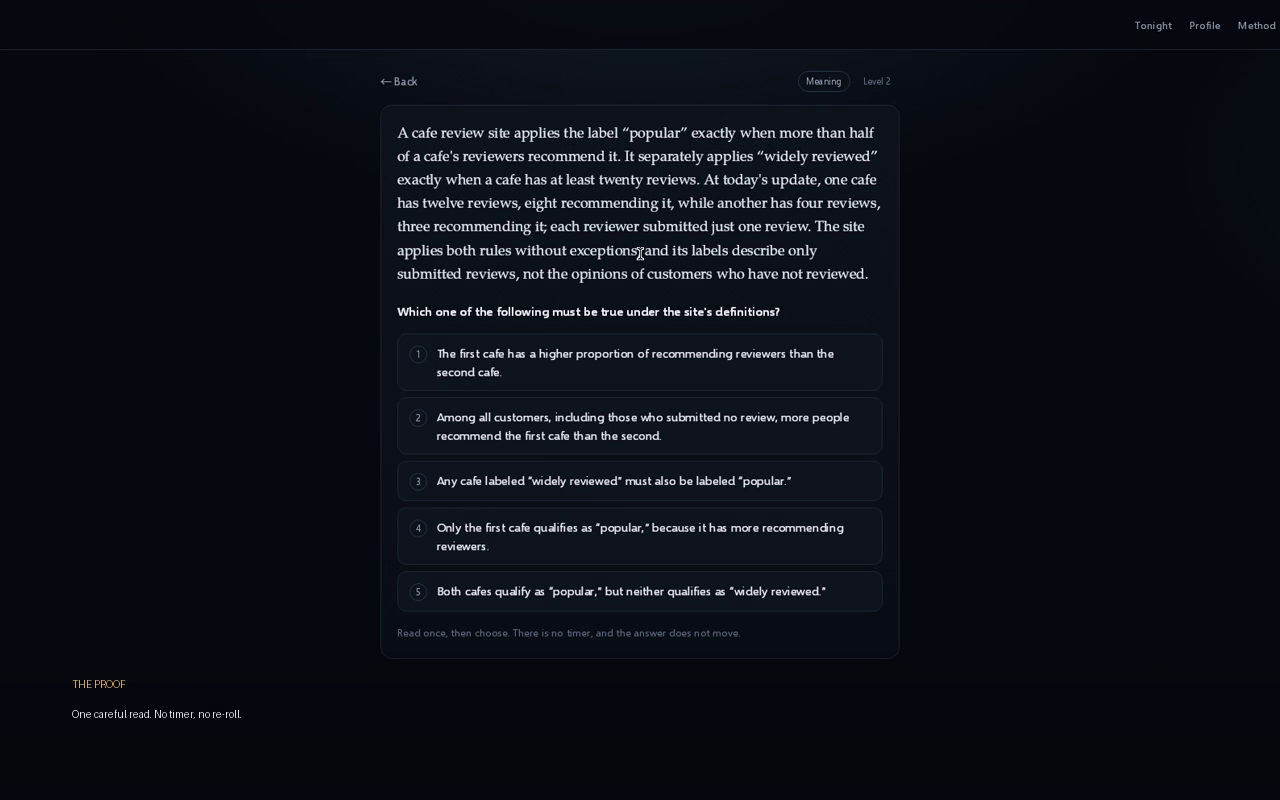 Tonight Profile Method
← Back
Meaning Level 2
A cafe review site applies the label “popular” exactly when more than half
of a cafe's reviewers recommend it. It separately applies “widely reviewed”
exactly when a cafe has at least twenty reviews. At today's update, one cafe
has twelve reviews, eight recommending it, while another has four reviews,
three recommending it; each reviewer submitted just one review. The site
applies both rules without exceptions, and its labels describe only
submitted reviews, not the opinions of customers who have not reviewed.
Which one of the following must be true under the site's definitions?
1 The first cafe has a higher proportion of recommending reviewers than the
second cafe.
2 Among all customers, including those who submitted no review, more people
recommend the first cafe than the second.
3 Any cafe labeled “widely reviewed” must also be labeled “popular.”
4 Only the first cafe qualifies as “popular,” because it has more recommending
reviewers.
5 Both cafes qualify as “popular,” but neither qualifies as “widely reviewed.”
Read once, then choose. There is no timer, and the answer does not move.
THE PROOF
One careful read. No timer, no re-roll.